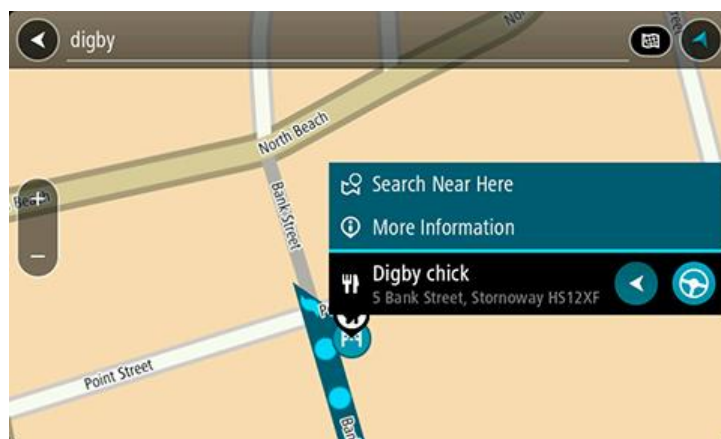 digby
North Beach
Bank Street
Search Near Here
More Information
Digby chick
5 Bank Street, Stornoway HS12XF
Point Street